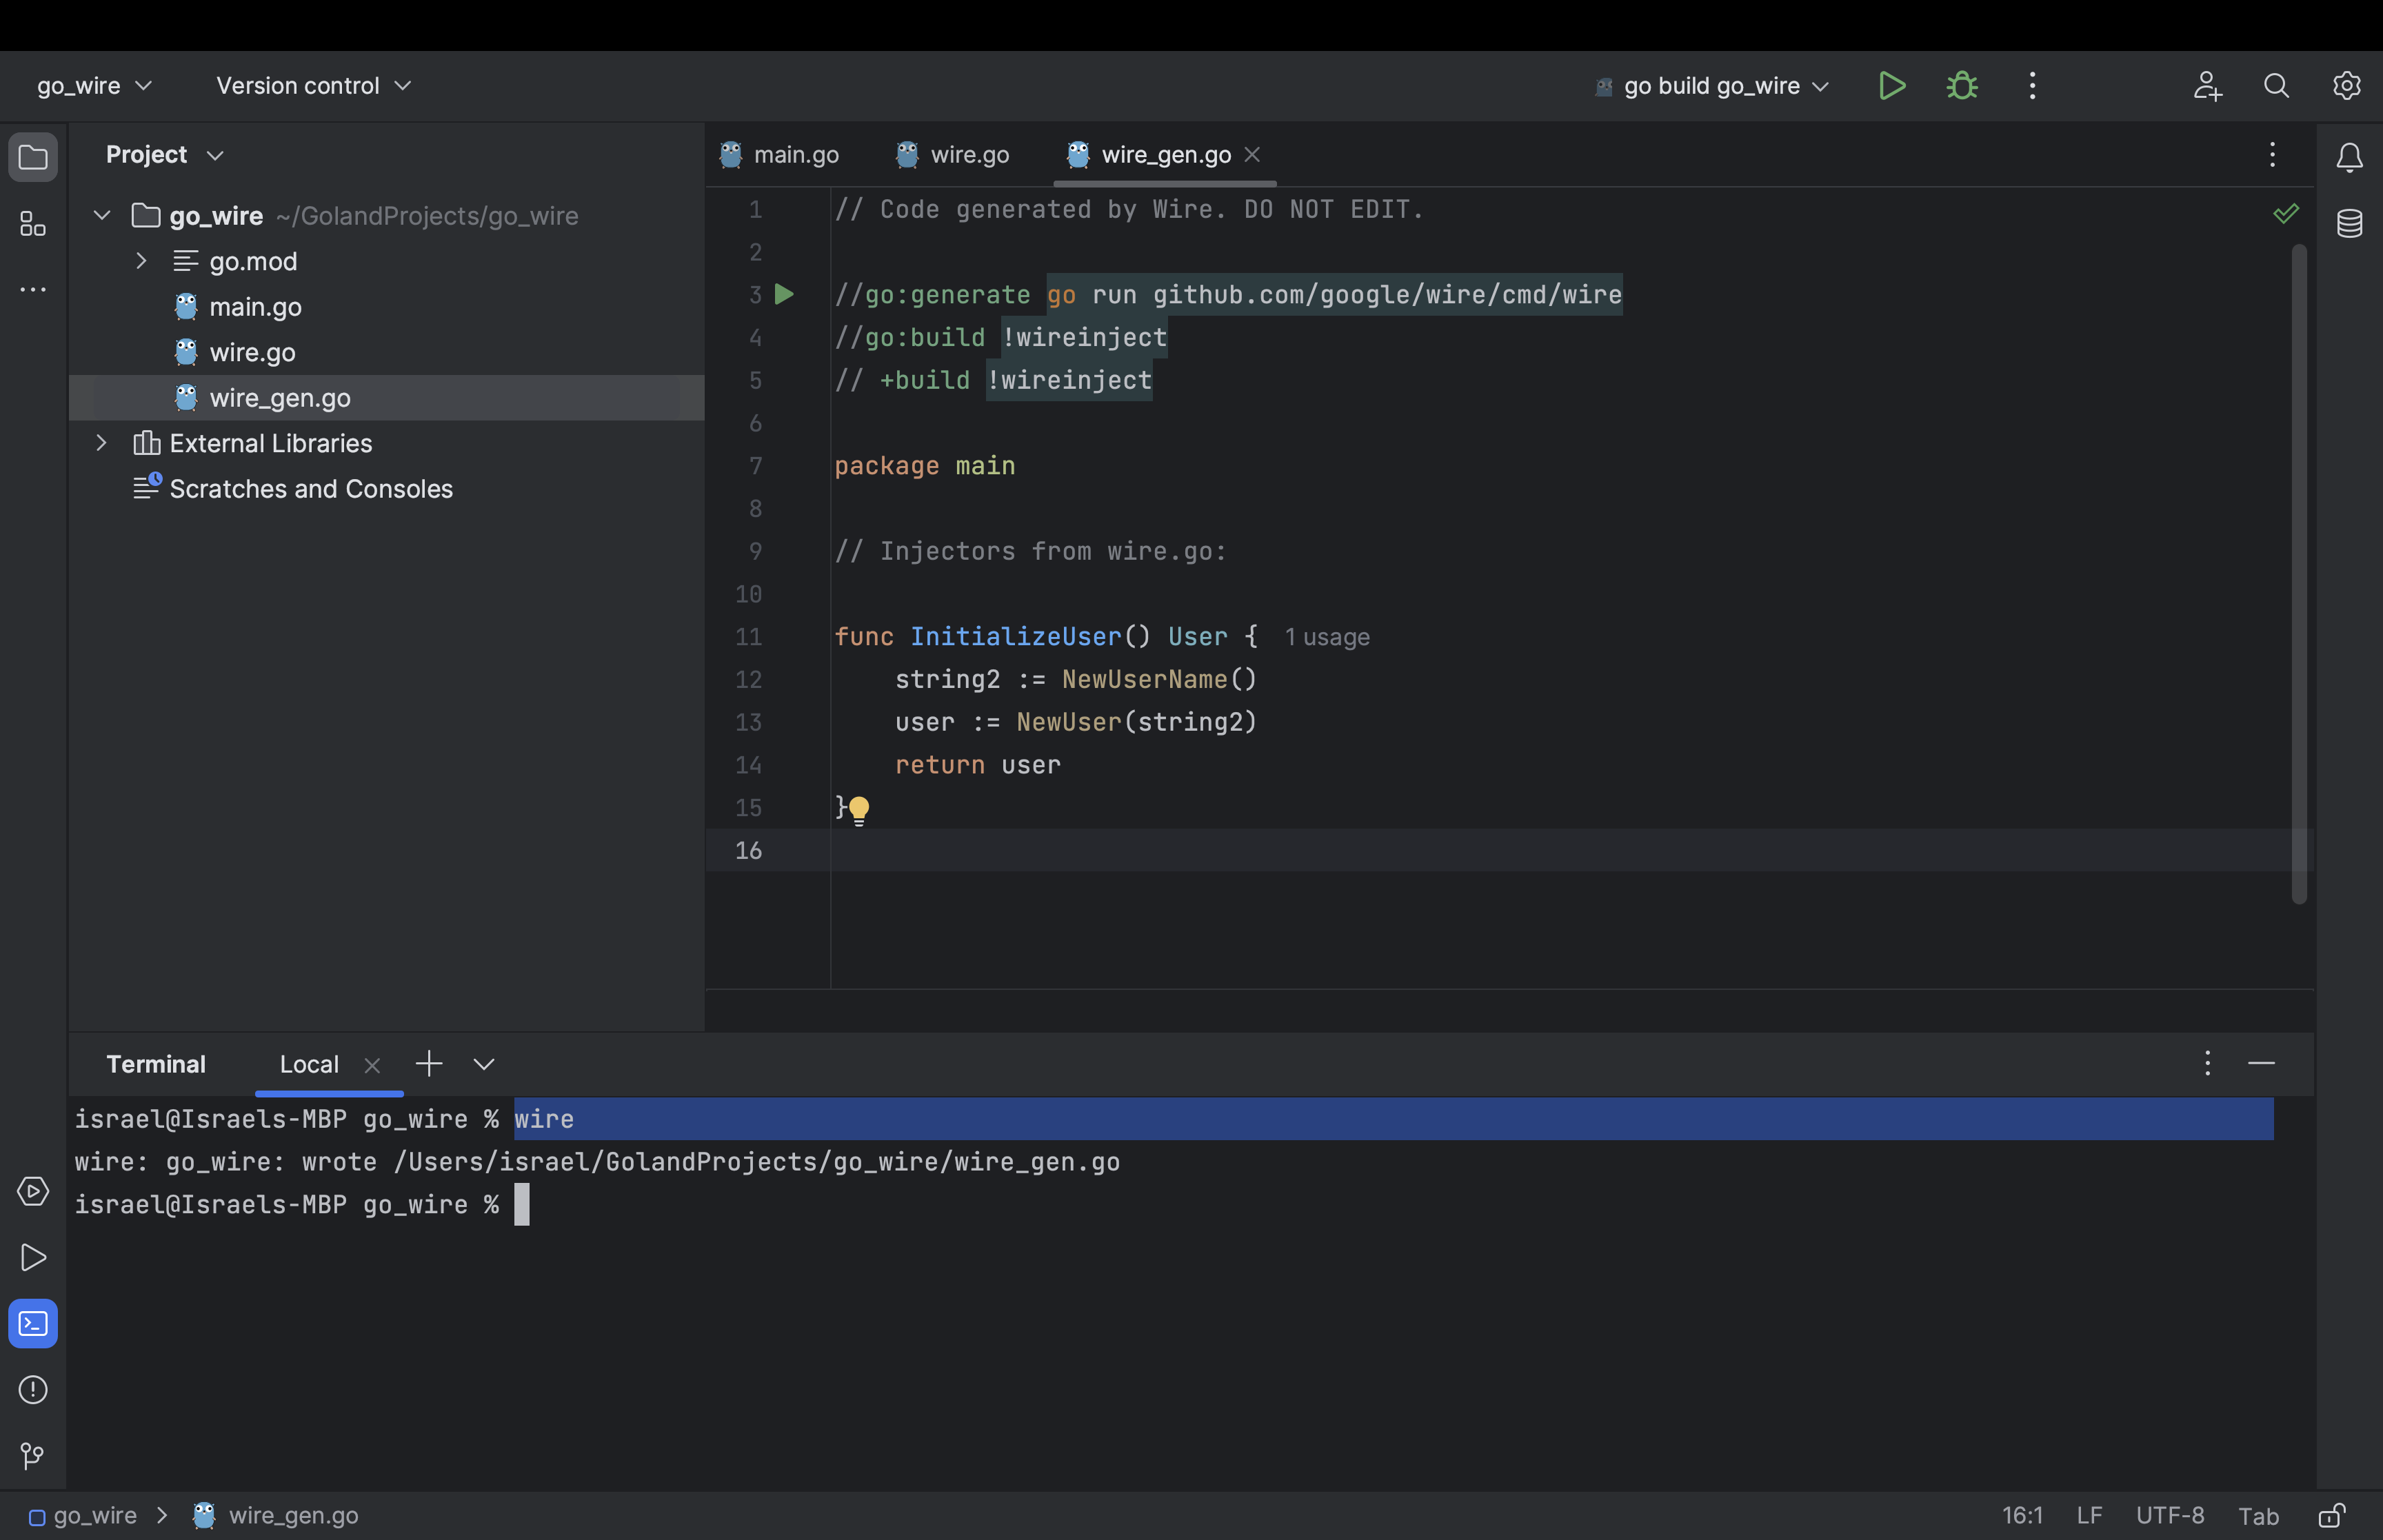 go_wire
Version control
go build go_wire
Project
go_wire ~/GolandProjects/go_wire
go.mod
main.go
wire.go
wire_gen.go
External Libraries
Scratches and Consoles
main.go
wire.go
wire_gen.go
1 // Code generated by Wire. DO NOT EDIT.
2
3 //go:generate go run github.com/google/wire/cmd/wire
4 //go:build !wireinject
5 // +build !wireinject
6
7 package main
8
9 // Injectors from wire.go:
10
11 func InitializeUser() User { 1 usage
12 string2 := NewUserName()
13 user := NewUser(string2)
14 return user
15 }
16
Terminal
Local
israel@Israels-MBP go_wire % wire
wire: go_wire: wrote /Users/israel/GolandProjects/go_wire/wire_gen.go
israel@Israels-MBP go_wire %
go_wire > wire_gen.go
16:1 LF UTF-8 Tab